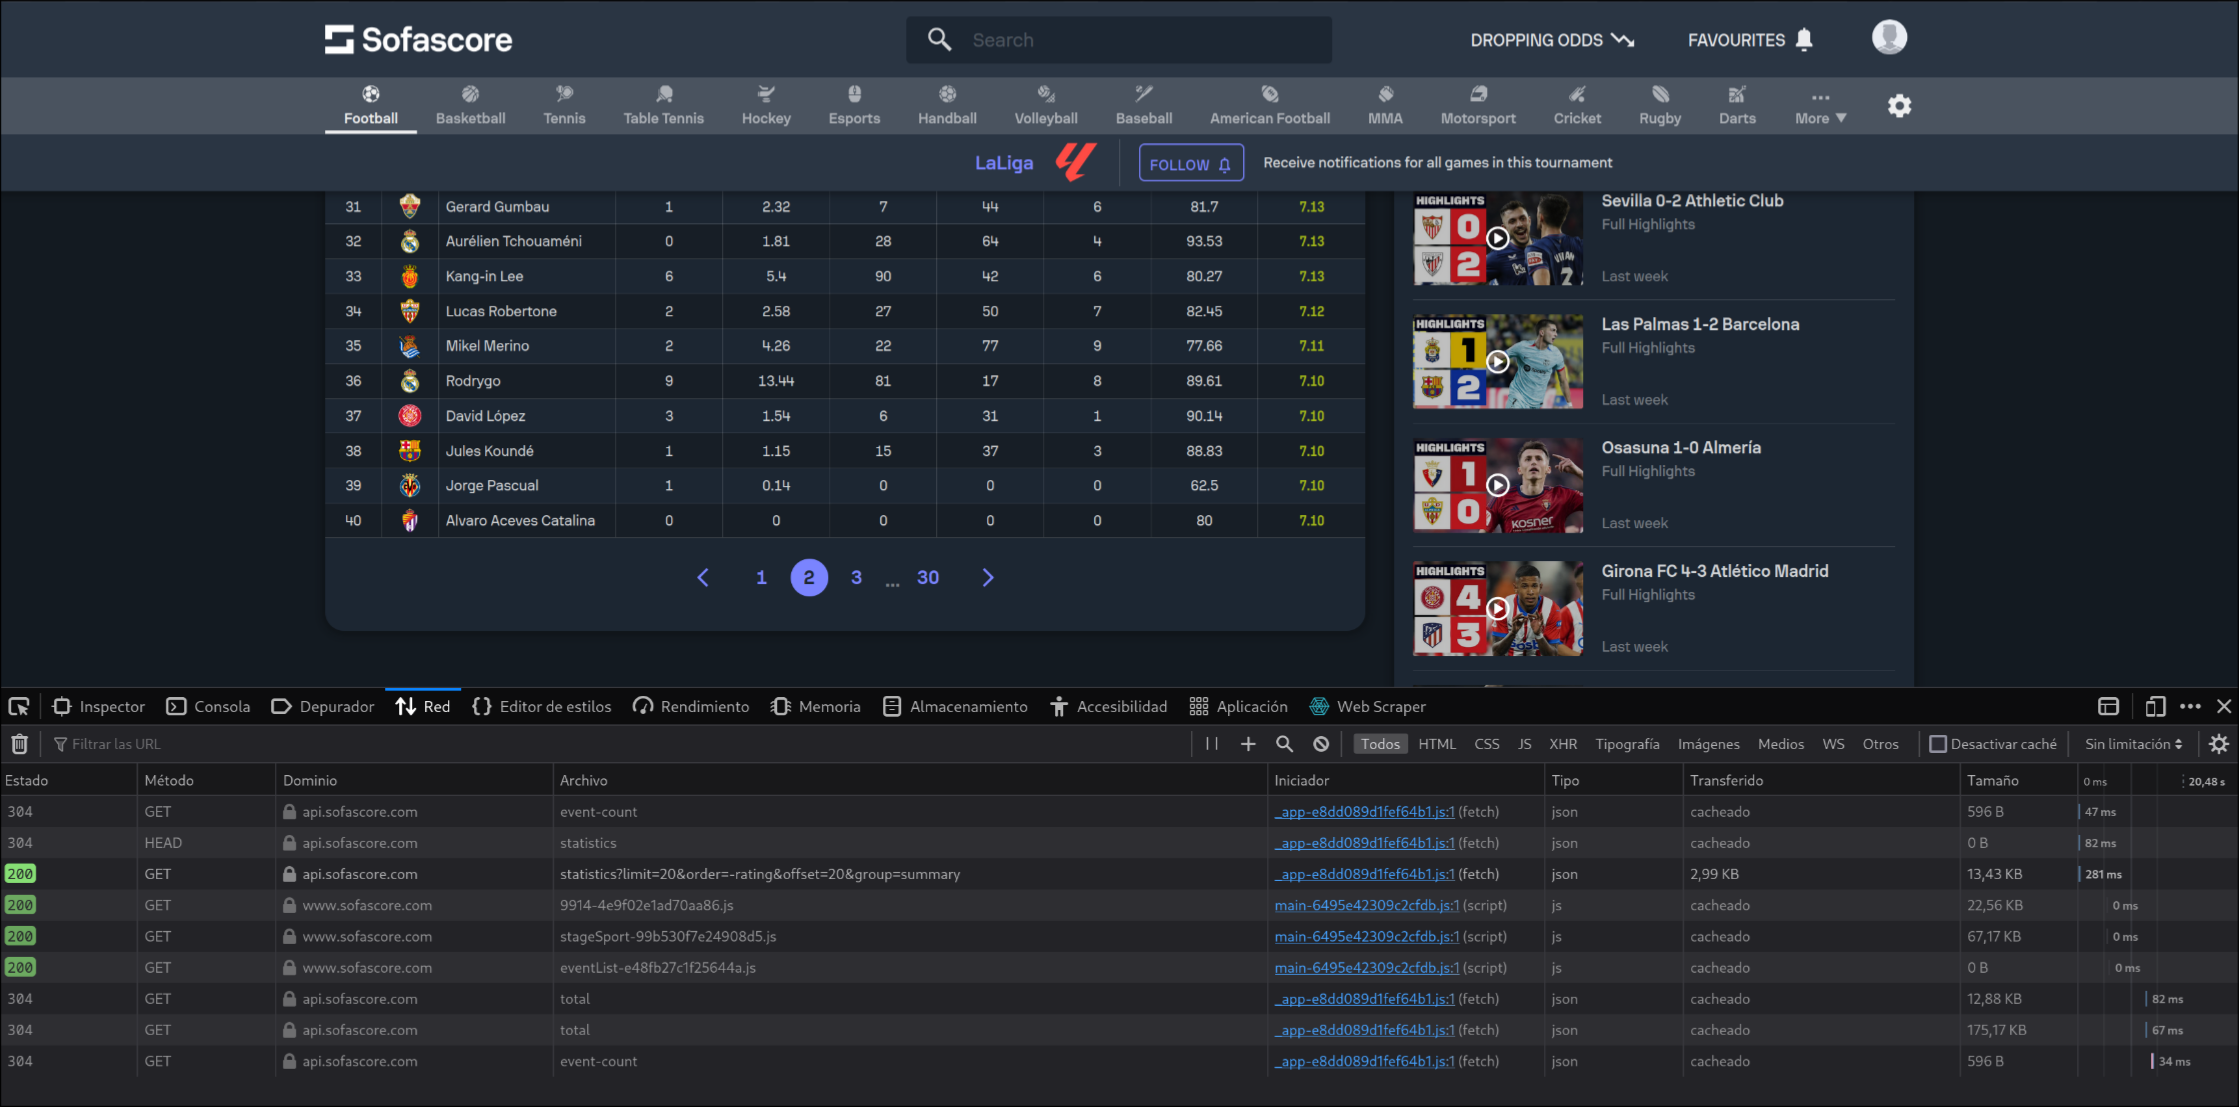 Sofascore
Search
DROPPING ODDS
FAVOURITES
Football Basketball Tennis Table Tennis Hockey Esports Handball Volleyball Baseball American Football MMA Motorsport Cricket Rugby Darts More
LaLiga
FOLLOW
Receive notifications for all games in this tournament
31 Gerard Gumbau 1 2.32 7 44 6 81.7 7.13
32 Aurélien Tchouaméni 0 1.81 28 64 4 93.53 7.13
33 Kang-in Lee 6 5.4 90 42 6 80.27 7.13
34 Lucas Robertone 2 2.58 27 50 7 82.45 7.12
35 Mikel Merino 2 4.26 22 77 9 77.66 7.11
36 Rodrygo 9 13.44 81 17 8 89.61 7.10
37 David López 3 1.54 6 31 1 90.14 7.10
38 Jules Koundé 1 1.15 15 37 3 88.83 7.10
39 Jorge Pascual 1 0.14 0 0 0 62.5 7.10
40 Alvaro Aceves Catalina 0 0 0 0 0 80 7.10
1 2 3 ... 30
HIGHLIGHTS
0
2
Sevilla 0-2 Athletic Club
Full Highlights
Last week
HIGHLIGHTS
1
2
Las Palmas 1-2 Barcelona
Full Highlights
Last week
HIGHLIGHTS
1
0
KOSNER
Osasuna 1-0 Almería
Full Highlights
Last week
HIGHLIGHTS
4
3
Girona FC 4-3 Atlético Madrid
Full Highlights
Last week
Inspector Consola Depurador Red Editor de estilos Rendimiento Memoria Almacenamiento Accesibilidad Aplicación Web Scraper
Filtrar las URL
Todos HTML CSS JS XHR Tipografía Imágenes Medios WS Otros Desactivar caché Sin limitación
Estado Método Dominio Archivo Iniciador Tipo Transferido Tamaño 0 ms 20,48 s
304 GET api.sofascore.com event-count _app-e8dd089d1fef64b1.js:1 (fetch) json cacheado 596 B 47 ms
304 HEAD api.sofascore.com statistics _app-e8dd089d1fef64b1.js:1 (fetch) json cacheado 0 B 82 ms
200 GET api.sofascore.com statistics?limit=20&order=-rating&offset=20&group=summary _app-e8dd089d1fef64b1.js:1 (fetch) json 2,99 KB 13,43 KB 281 ms
200 GET www.sofascore.com 9914-4e9f02e1ad70aa86.js main-6495e42309c2cfdb.js:1 (script) js cacheado 22,56 KB 0 ms
200 GET www.sofascore.com stageSport-99b530f7e24908d5.js main-6495e42309c2cfdb.js:1 (script) js cacheado 67,17 KB 0 ms
200 GET www.sofascore.com eventList-e48fb27c1f25644a.js main-6495e42309c2cfdb.js:1 (script) js cacheado 0 B 0 ms
304 GET api.sofascore.com total _app-e8dd089d1fef64b1.js:1 (fetch) json cacheado 12,88 KB 82 ms
304 GET api.sofascore.com total _app-e8dd089d1fef64b1.js:1 (fetch) json cacheado 175,17 KB 67 ms
304 GET api.sofascore.com event-count _app-e8dd089d1fef64b1.js:1 (fetch) json cacheado 596 B 34 ms